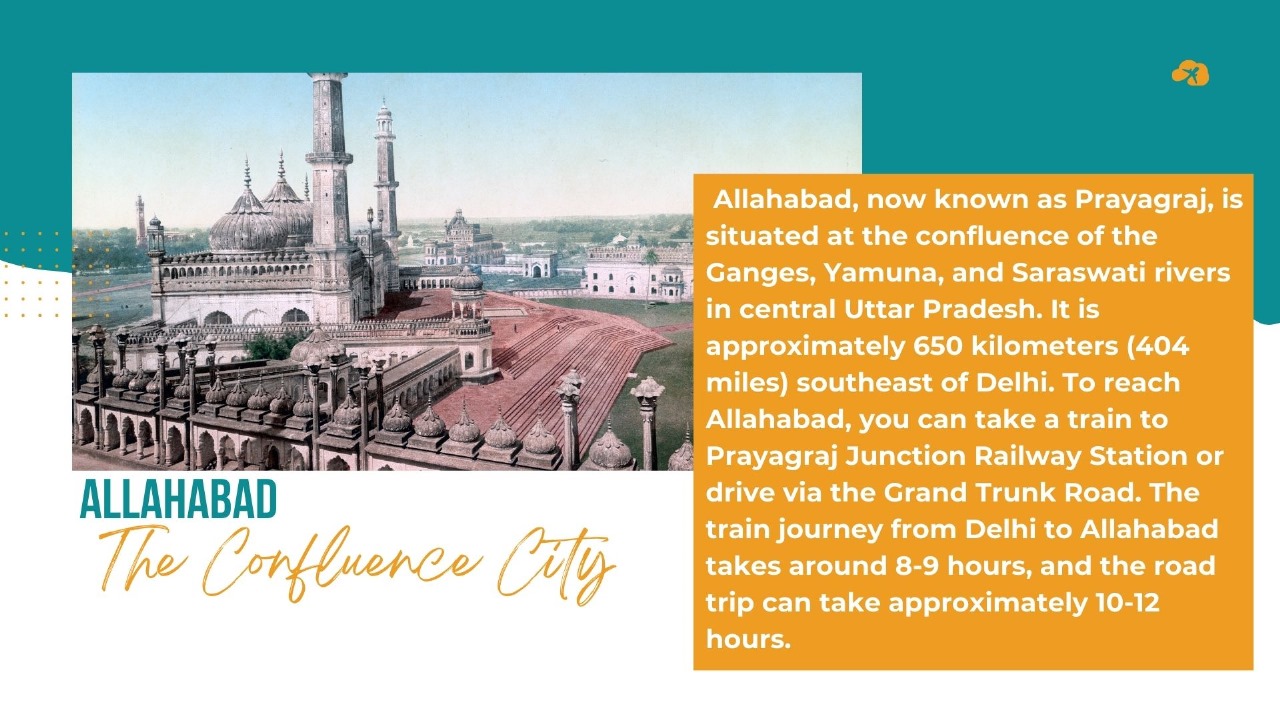 ALLAHABAD
The Confluence City
Allahabad, now known as Prayagraj, is
situated at the confluence of the
Ganges, Yamuna, and Saraswati rivers
in central Uttar Pradesh. It is
approximately 650 kilometers (404
miles) southeast of Delhi. To reach
Allahabad, you can take a train to
Prayagraj Junction Railway Station or
drive via the Grand Trunk Road. The
train journey from Delhi to Allahabad
takes around 8-9 hours, and the road
trip can take approximately 10-12
hours.